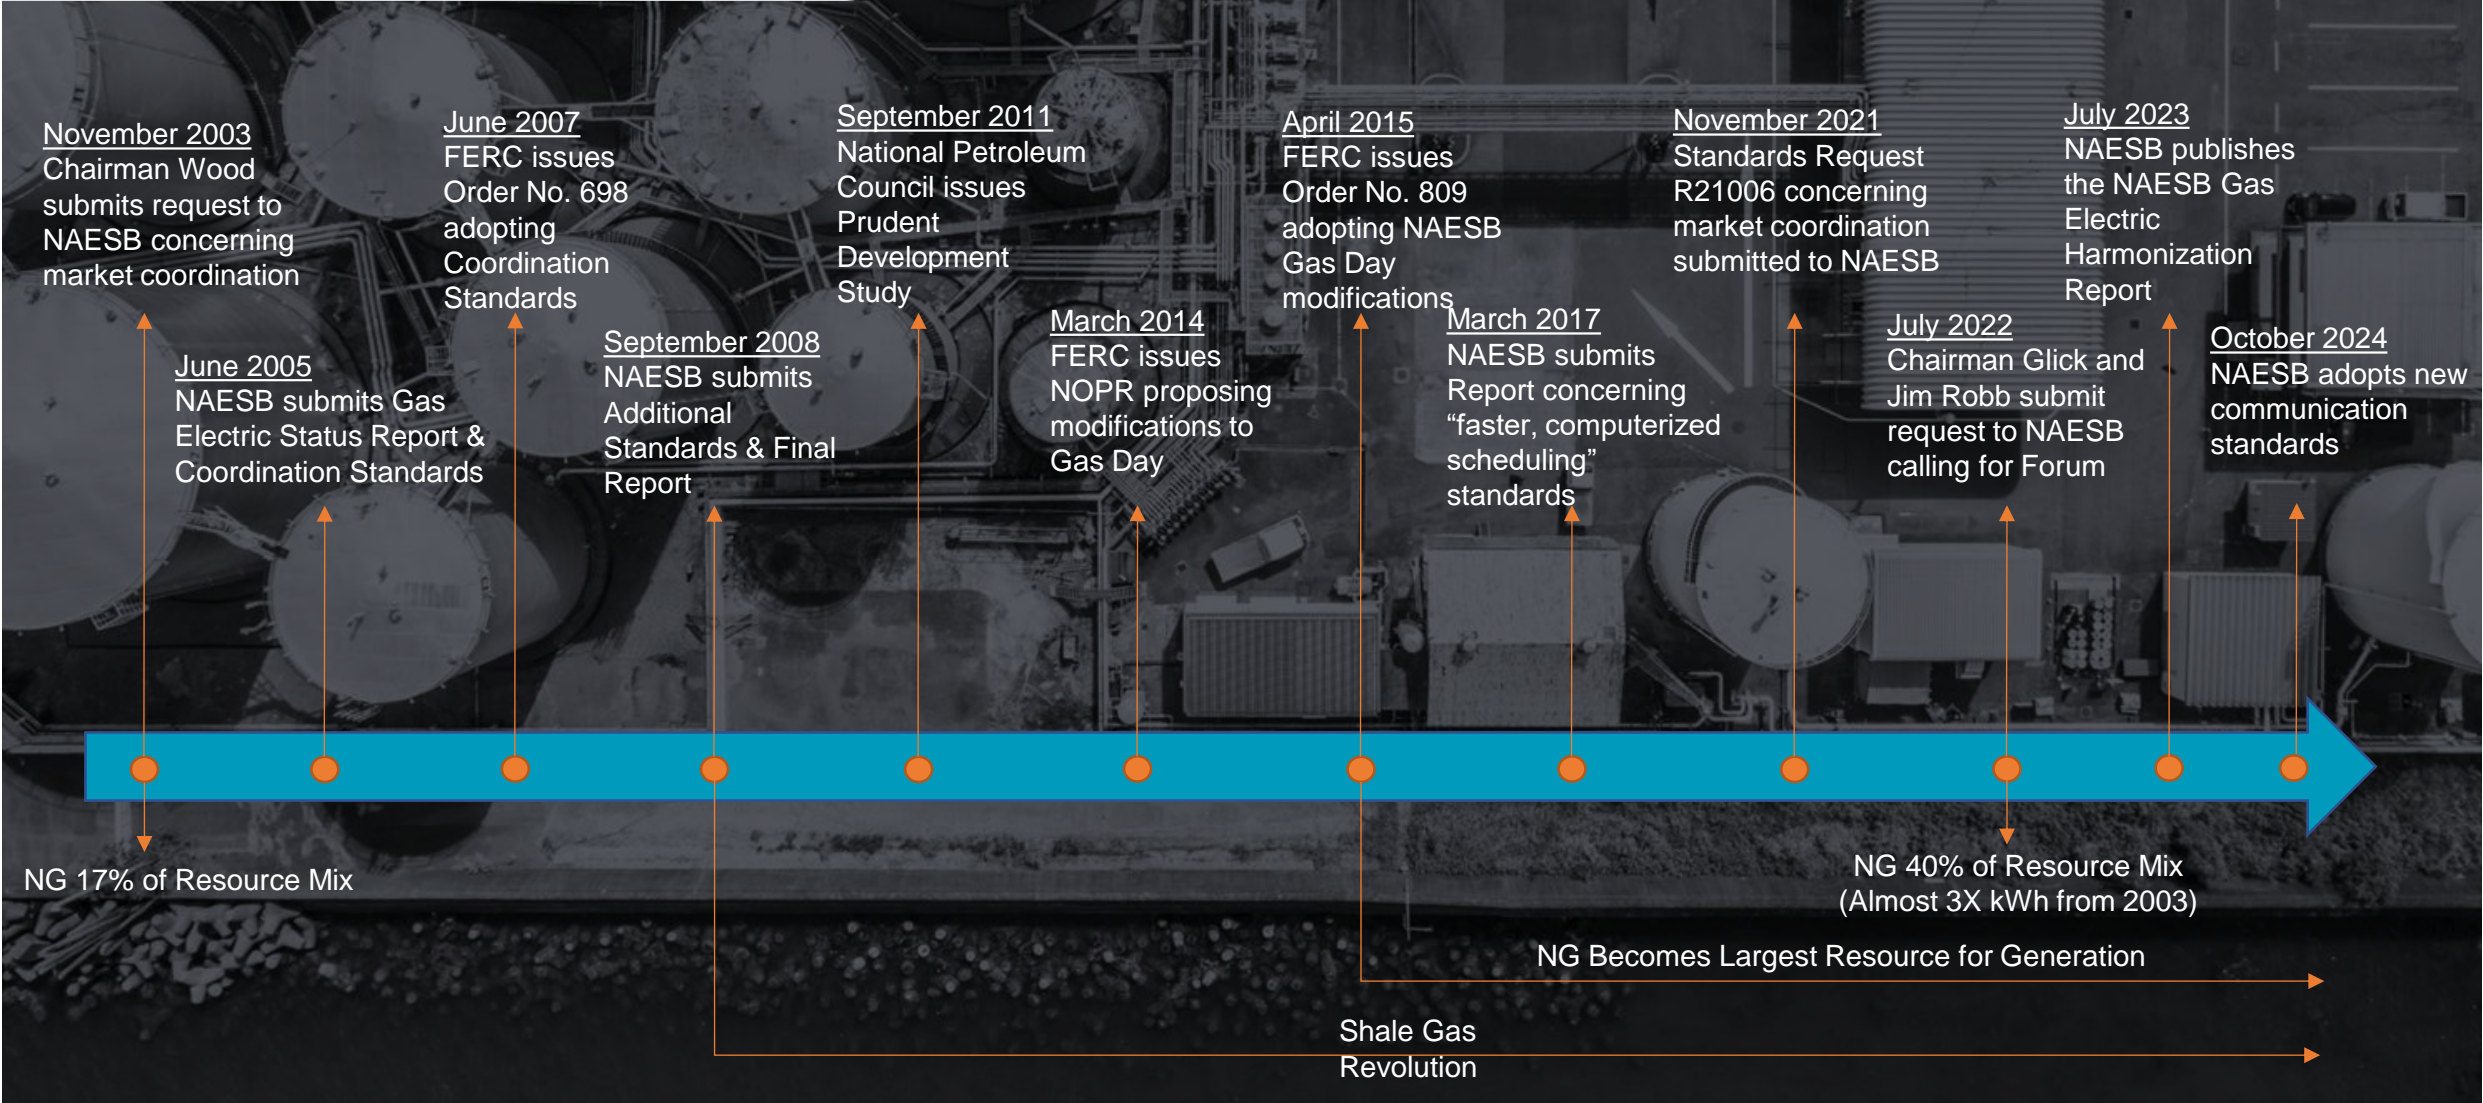 November 2003
Chairman Wood
submits request to
NAESB concerning
market coordination
June 2005
NAESB submits Gas
Electric Status Report &
Coordination Standards
June 2007
FERC issues
Order No. 698
adopting
Coordination
Standards
September 2008
NAESB submits
Additional
Standards & Final
Report
September 2011
National Petroleum
Council issues
Prudent
Development
Study
March 2014
FERC issues
NOPR proposing
modifications to
Gas Day
April 2015
FERC issues
Order No. 809
adopting NAESB
Gas Day
modifications
March 2017
NAESB submits
Report concerning
“faster, computerized
scheduling”
standards
November 2021
Standards Request
R21006 concerning
market coordination
submitted to NAESB
July 2022
Chairman Glick and
Jim Robb submit
request to NAESB
calling for Forum
July 2023
NAESB publishes
the NAESB Gas
Electric
Harmonization
Report
October 2024
NAESB adopts new
communication
standards
NG 17% of Resource Mix
NG 40% of Resource Mix
(Almost 3X kWh from 2003)
NG Becomes Largest Resource for Generation
Shale Gas
Revolution